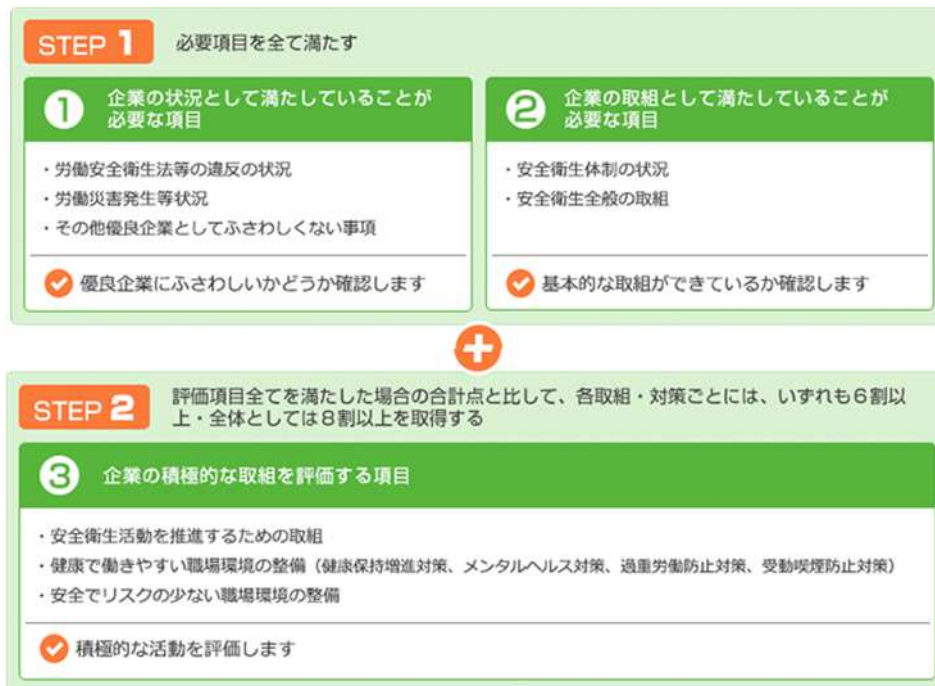 STEP 1 必要項目を全て満たす
1 企業の状況として満たしていることが
必要な項目
・労働安全衛生法等の違反の状況
・労働災害発生等状況
・その他優良企業としてふさわしくない事項
優良企業にふさわしいかどうか確認します
2 企業の取組として満たしていることが
必要な項目
・安全衛生体制の状況
・安全衛生全般の取組
基本的な取組ができているか確認します
+
STEP 2 評価項目全てを満たした場合の合計点と比して、各取組・対策ごとには、いずれも6割以
上・全体としては8割以上を取得する
3 企業の積極的な取組を評価する項目
・安全衛生活動を推進するための取組
・健康で働きやすい職場環境の整備（健康保持増進対策、メンタルヘルス対策、過重労働防止対策、受動喫煙防止対策）
・安全でリスクの少ない職場環境の整備
積極的な活動を評価します